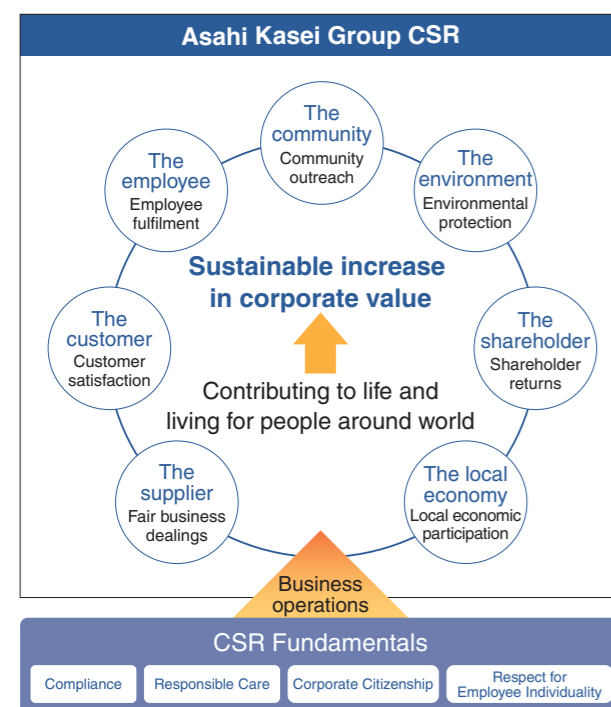 Asahi Kasei Group CSR
The
community
Community
outreach
The
employee
Employee
fulfilment
The
environment
Environmental
protection
Sustainable increase
in corporate value
The
customer
Customer
satisfaction
The
shareholder
Shareholder
returns
Contributing to life and
living for people around world
The
supplier
Fair business
dealings
The local
economy
Local economic
participation
Business
operations
CSR Fundamentals
Compliance
Responsible Care
Corporate Citizenship
Respect for
Employee Individuality